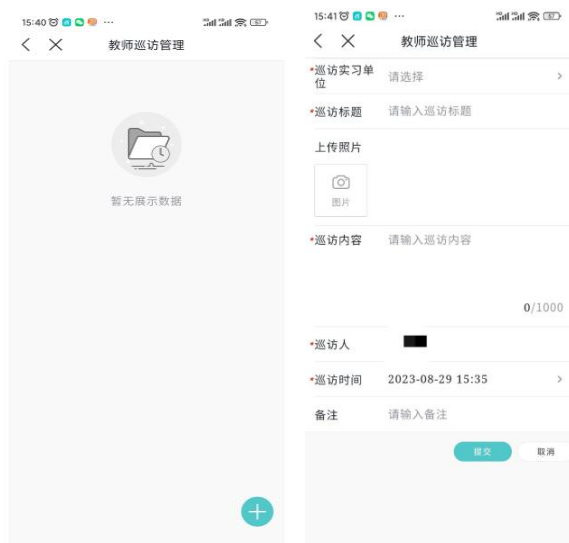 15:40
57
教师巡访管理
暂无展示数据
15:41
57
教师巡访管理
*巡访实习单位
请选择
*巡访标题
请输入巡访标题
上传照片
图片
*巡访内容
请输入巡访内容
0/1000
*巡访人
*巡访时间
2023-08-29 15:35
备注
请输入备注
提交
取消